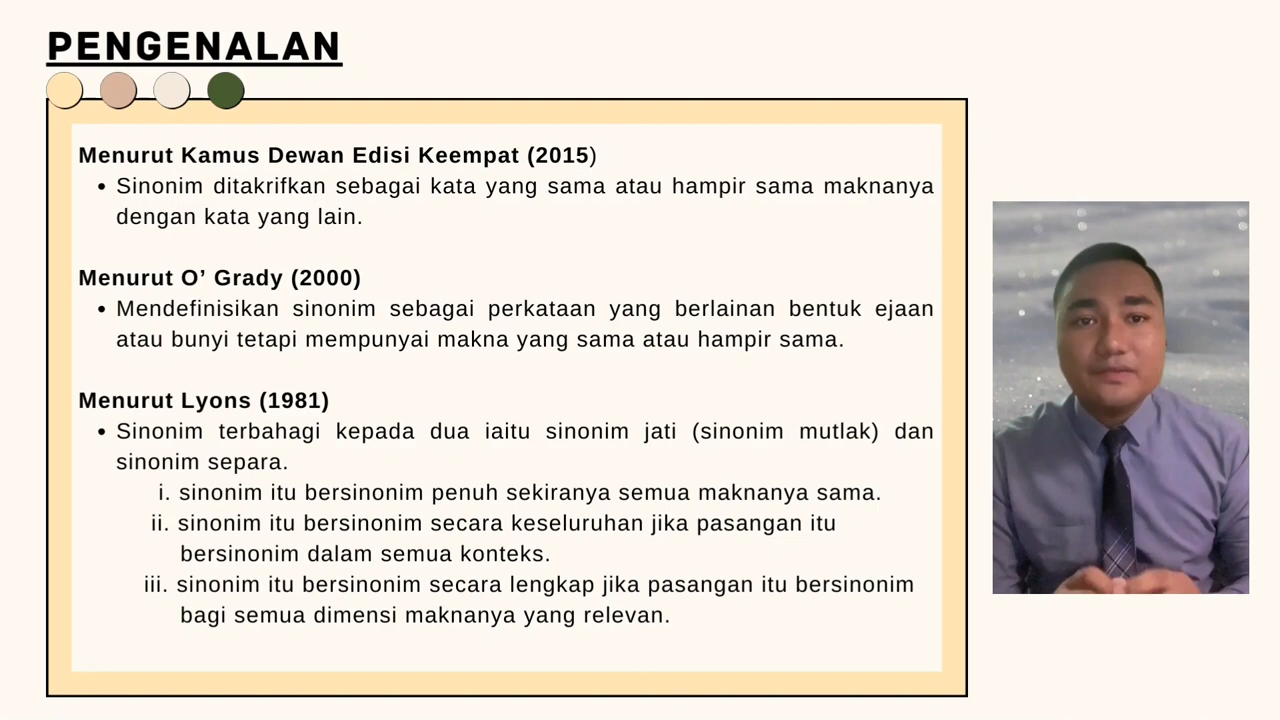 PENGENALAN
Menurut Kamus Dewan Edisi Keempat (2015)
• Sinonim ditakrifkan sebagai kata yang sama atau hampir sama maknanya
dengan kata yang lain.
Menurut O’ Grady (2000)
• Mendefinisikan sinonim sebagai perkataan yang berlainan bentuk ejaan
atau bunyi tetapi mempunyai makna yang sama atau hampir sama.
Menurut Lyons (1981)
• Sinonim terbahagi kepada dua iaitu sinonim jati (sinonim mutlak) dan
sinonim separa.
i. sinonim itu bersinonim penuh sekiranya semua maknanya sama.
ii. sinonim itu bersinonim secara keseluruhan jika pasangan itu
bersinonim dalam semua konteks.
iii. sinonim itu bersinonim secara lengkap jika pasangan itu bersinonim
bagi semua dimensi maknanya yang relevan.